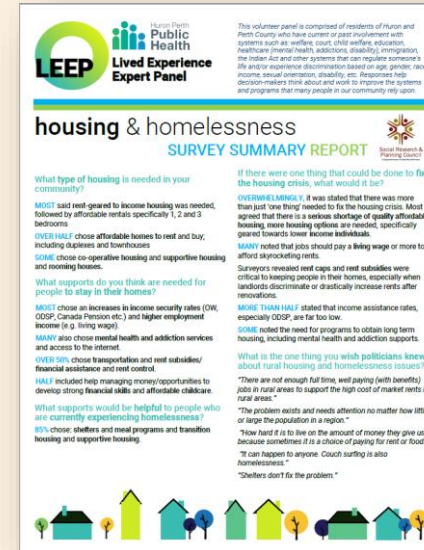 LEEP
Huron Perth
Public
Health
Lived Experience
Expert Panel
This volunteer panel is comprised of residents of Huron and
Perth County who have current or past involvement with
systems such as: welfare, court, child welfare, education,
healthcare (mental health, addictions, disability), immigration,
the Indian Act and other systems that can regulate someone's
life and/or experience discrimination based on age, gender, race
income, sexual orientation, disability, etc. Responses help
decision-makers think about and work to improve the systems
and programs that many people in our community rely upon.
housing & homelessness
SURVEY SUMMARY REPORT
Social Research &
Planning Council
What type of housing is needed in your
community?
MOST said rent-geared to income housing was needed,
followed by affordable rentals specifically 1, 2 and 3
bedrooms
OVER HALF chose affordable homes to rent and buy;
including duplexes and townhouses
SOME chose co-operative housing and supportive housing
and rooming houses.
What supports do you think are needed for
people to stay in their homes?
MOST chose an increases in income security rates (OW,
ODSP, Canada Pension etc.) and higher employment
income (e.g. living wage).
MANY also chose mental health and addiction services
and access to the internet.
OVER 50% chose transportation and rent subsidies/
financial assistance and rent control.
HALF included help managing money/opportunities to
develop strong financial skills and affordable childcare.
What supports would be helpful to people who
are currently experiencing homelessness?
85% chose: shelters and meal programs and transition
housing and supportive housing.
If there were one thing that could be done to fix
the housing crisis, what would it be?
OVERWHELMINGLY, it was stated that there was more
than just 'one thing' needed to fix the housing crisis. Most
agreed that there is a serious shortage of quality affordable
housing, more housing options are needed, specifically
geared towards lower income individuals.
MANY noted that jobs should pay a living wage or more to
afford skyrocketing rents.
Surveyors revealed rent caps and rent subsidies were
critical to keeping people in their homes, especially when
landlords discriminate or drastically increase rents after
renovations.
MORE THAN HALF stated that income assistance rates,
especially ODSP, are far too low.
SOME noted the need for programs to obtain long term
housing, including mental health and addiction supports.
What is the one thing you wish politicians knew
about rural housing and homelessness issues?
"There are not enough full time, well paying (with benefits)
jobs in rural areas to support the high cost of market rents in
rural areas."
"The problem exists and needs attention no matter how little
or large the population in a region."
"How hard it is to live on the amount of money they give us
because sometimes it is a choice of paying for rent or food."
"It can happen to anyone. Couch surfing is also
homelessness."
"Shelters don't fix the problem."